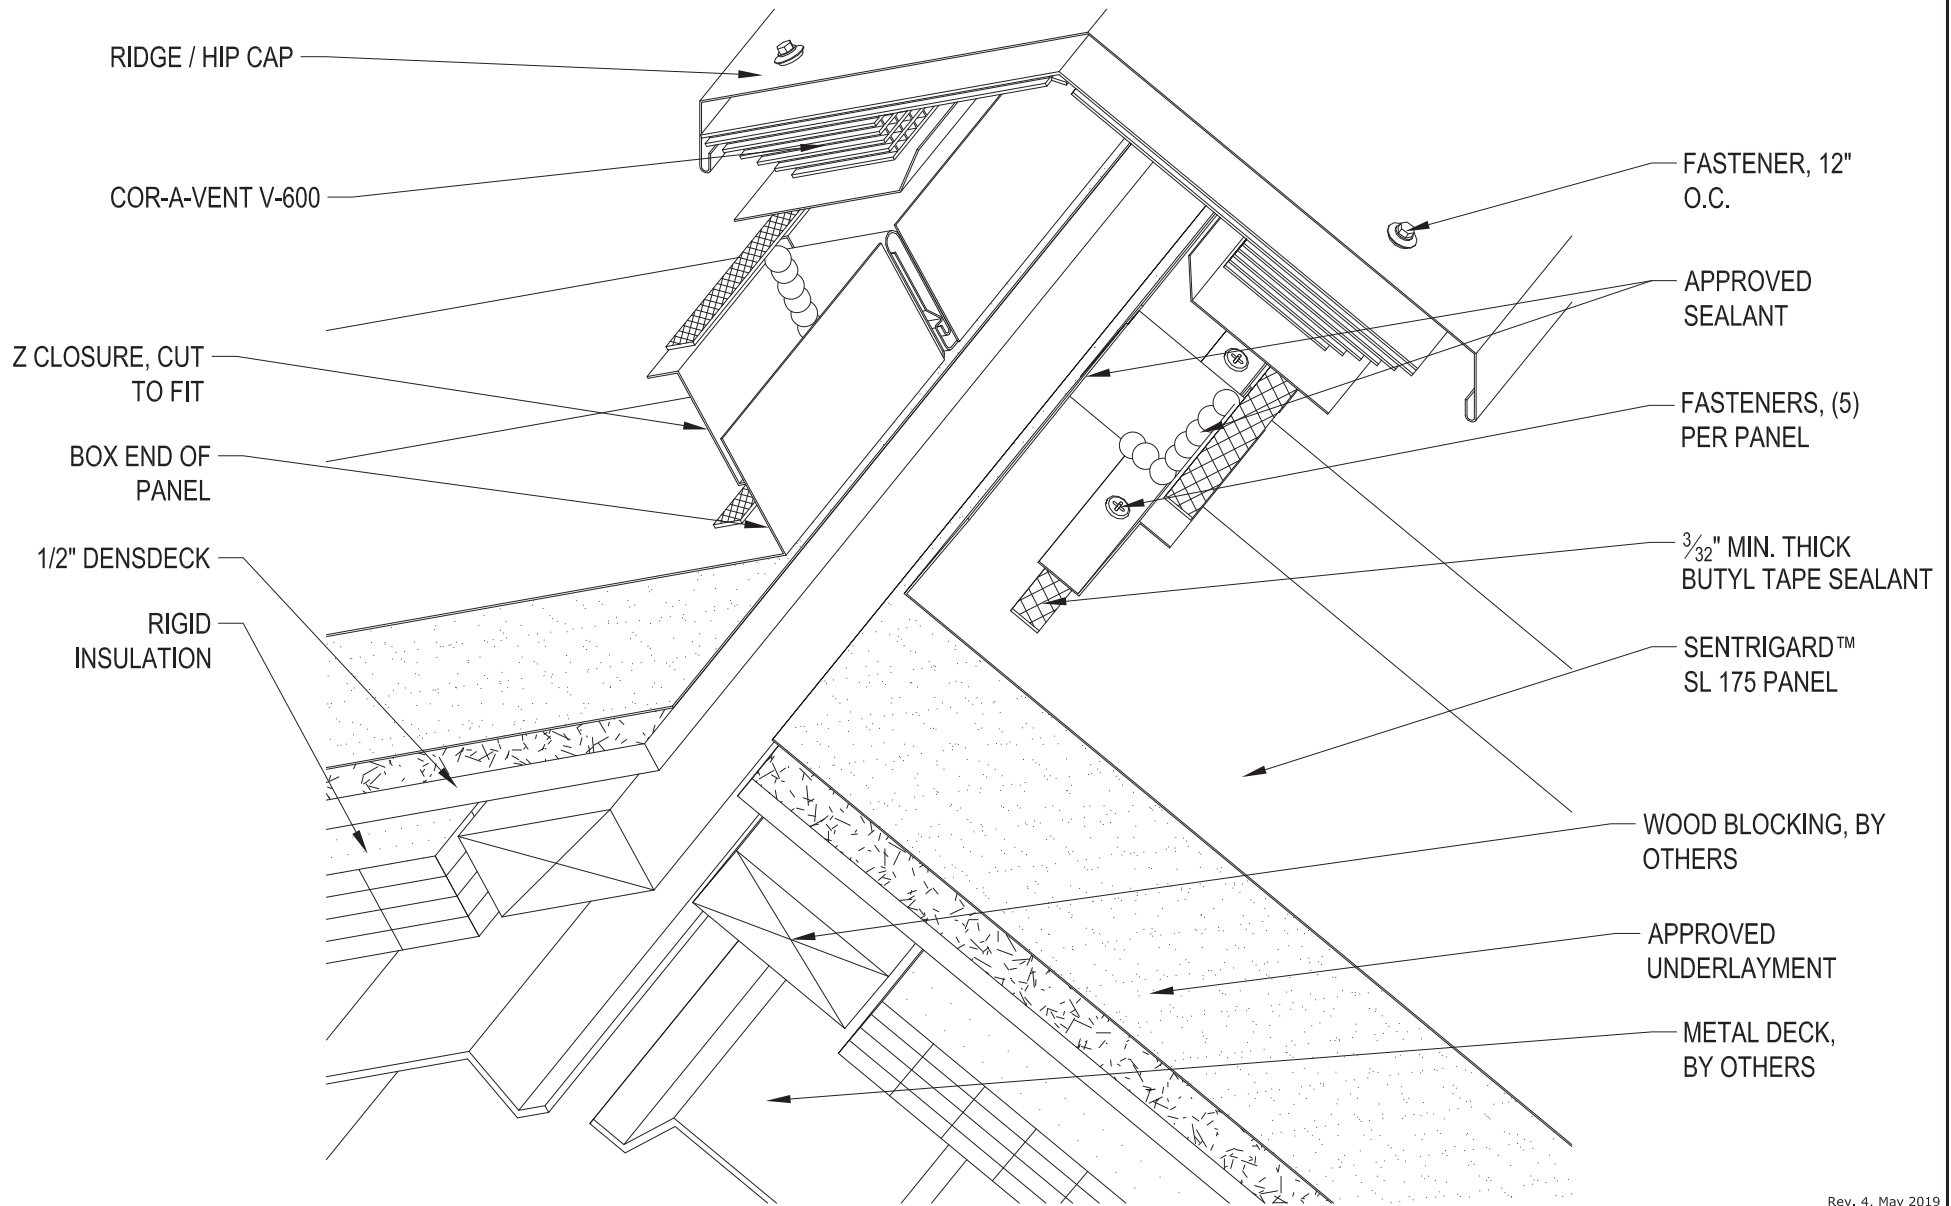 RIDGE / HIP CAP
COR-A-VENT V-600
Z CLOSURE, CUT
TO FIT
BOX END OF
PANEL
1/2" DENSDECK
RIGID
INSULATION
FASTENER, 12"
O.C.
APPROVED
SEALANT
FASTENERS, (5)
PER PANEL
3/32" MIN. THICK
BUTYL TAPE SEALANT
SENTRIGARD™
SL 175 PANEL
WOOD BLOCKING, BY
OTHERS
APPROVED
UNDERLAYMENT
METAL DECK,
BY OTHERS
Rev. 4, May 2019